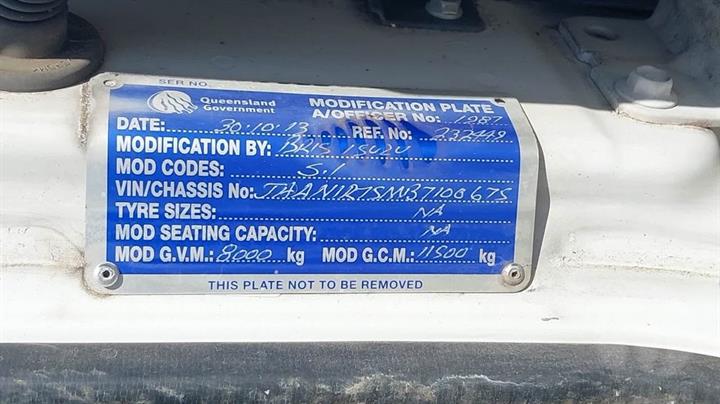 SER NO.
Queensland Government
MODIFICATION PLATE
A/OFFICER No: 1987
DATE: 30.10.13 REF. No:
MODIFICATION BY: BRIS ISUZU
MOD CODES: S.1
VIN/CHASSIS No:
TYRE SIZES: NA
MOD SEATING CAPACITY: NA
MOD G.V.M.: 8000 kg MOD G.C.M.: 11500 kg
THIS PLATE NOT TO BE REMOVED